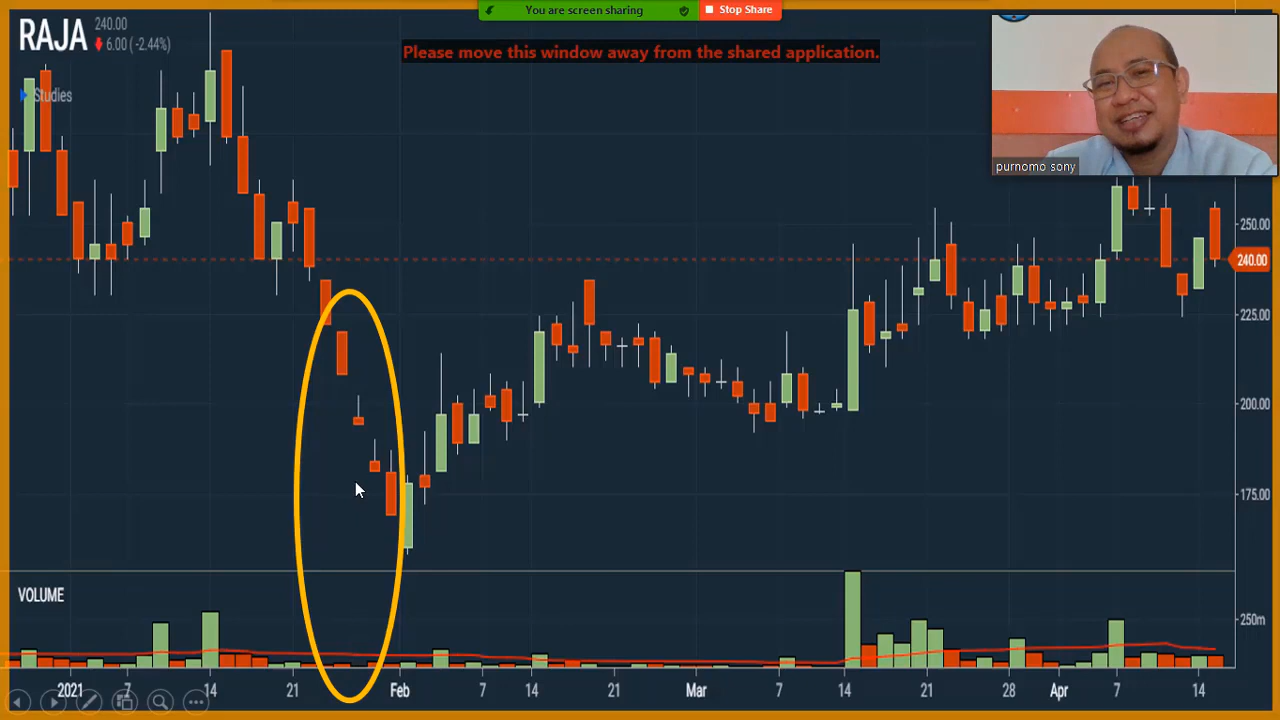 You are screen sharing
Stop Share
RAJA
240.00
6.00 (-2.44%)
Please move this window away from the shared application.
Studies
purnomo sony
250.00
240.00
225.00
200.00
175.00
VOLUME
250m
2021 7 14 21 Feb 7 14 21 Mar 7 14 21 28 Apr 7 14